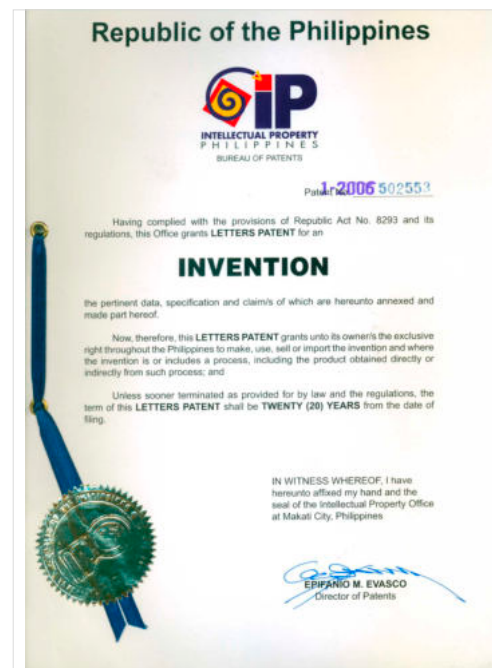 Republic of the Philippines
iP
INTELLECTUAL PROPERTY
PHILIPPINES
BUREAU OF PATENTS
1-2006 502553
Having complied with the provisions of Republic Act No. 8293 and its
regulations, this Office grants LETTERS PATENT for an
INVENTION
the pertinent data, specification and claim/s of which are hereunto annexed and
made part hereof.
Now, therefore, this LETTERS PATENT grants unto its owner/s the exclusive
right throughout the Philippines to make, use, sell or import the invention and where
the invention is or includes a process, including the product obtained directly or
indirectly from such process; and
Unless sooner terminated as provided for by law and the regulations, the
term of this LETTERS PATENT shall be TWENTY (20) YEARS from the date of
filing.
IN WITNESS WHEREOF, I have
hereunto affixed my hand and the
seal of the Intellectual Property Office
at Makati City, Philippines
EPIFANIO M. EVASCO
Director of Patents